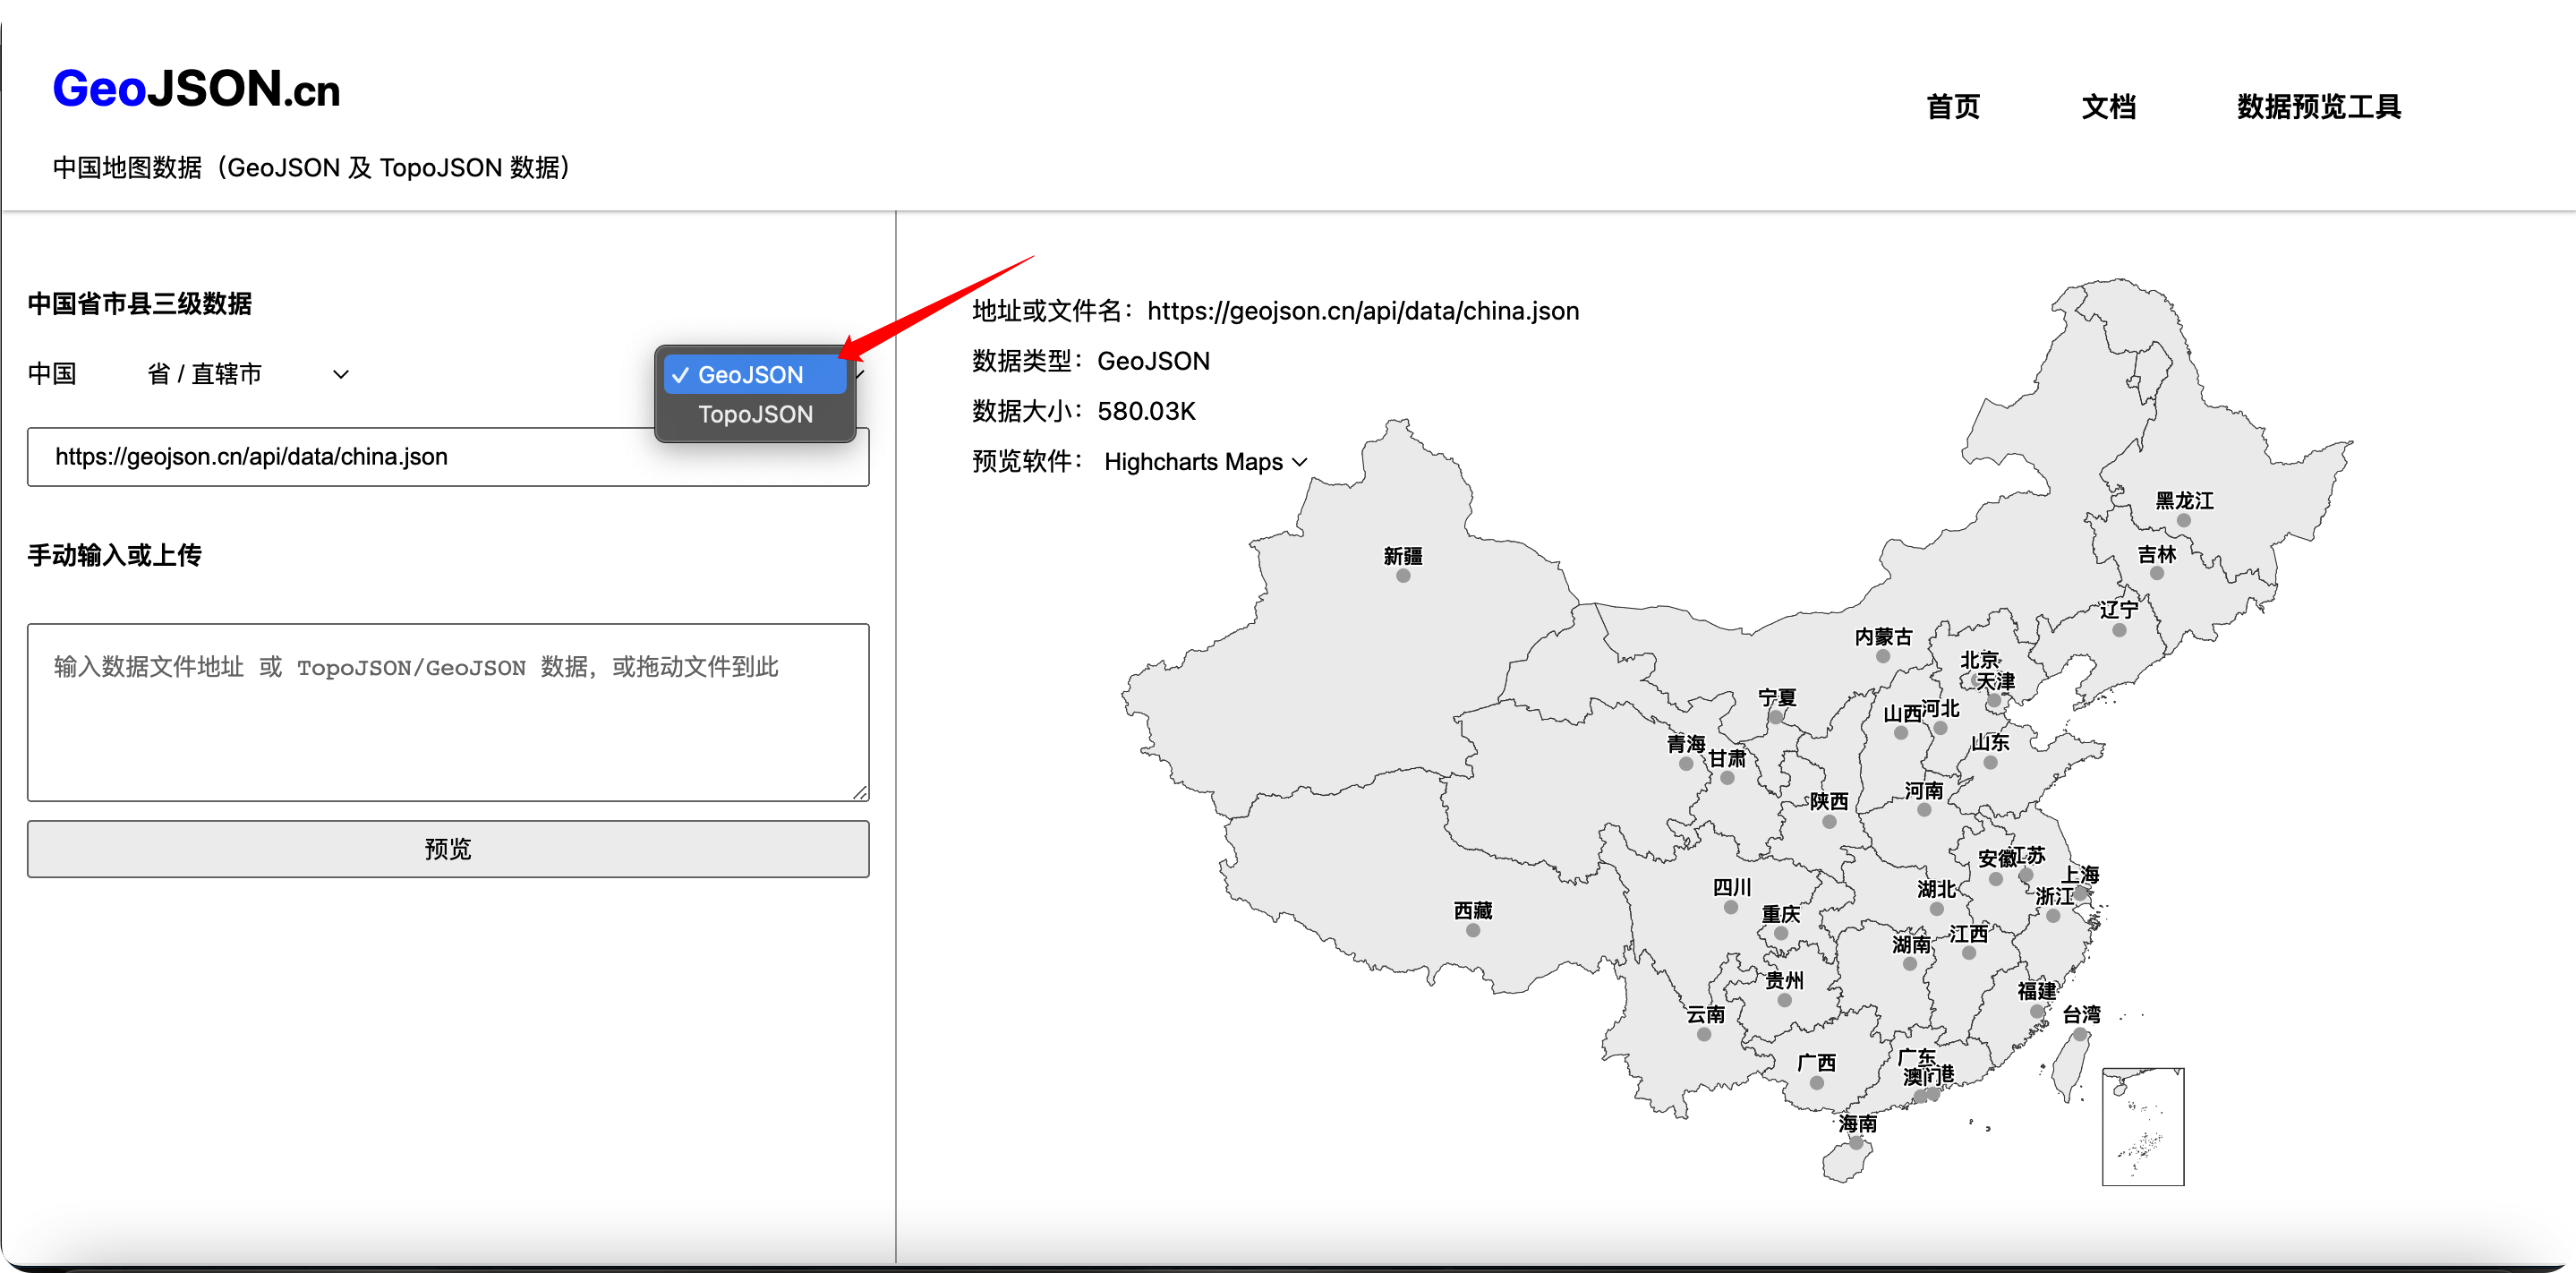 GeoJSON.cn
首页 文档 数据预览工具
中国地图数据（GeoJSON 及 TopoJSON 数据）
中国省市县三级数据
中国 省 / 直辖市
✓ GeoJSON
TopoJSON
https://geojson.cn/api/data/china.json
手动输入或上传
输入数据文件地址 或 TopoJSON/GeoJSON 数据，或拖动文件到此
预览
地址或文件名：https://geojson.cn/api/data/china.json
数据类型：GeoJSON
数据大小：580.03K
预览软件： Highcharts Maps
黑龙江
吉林
新疆
辽宁
内蒙古
北京
天津
宁夏
山西
河北
山东
青海
甘肃
河南
陕西
安徽
江苏
上海
四川
湖北
浙江
西藏
重庆
江西
湖南
贵州
福建
云南
台湾
广西
广东
澳门
港
海南